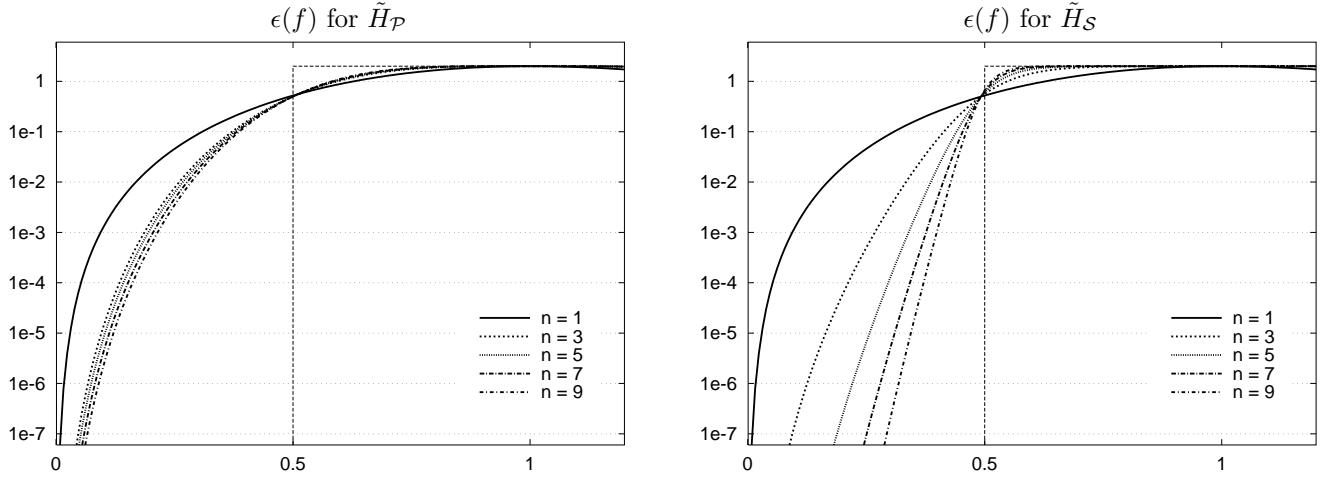 ϵ(f) for H̃_P
1
1e-1
1e-2
1e-3
1e-4
1e-5
1e-6
1e-7
0
0.5
1
n = 1
n = 3
n = 5
n = 7
n = 9
ϵ(f) for H̃_S
1
1e-1
1e-2
1e-3
1e-4
1e-5
1e-6
1e-7
0
0.5
1
n = 1
n = 3
n = 5
n = 7
n = 9